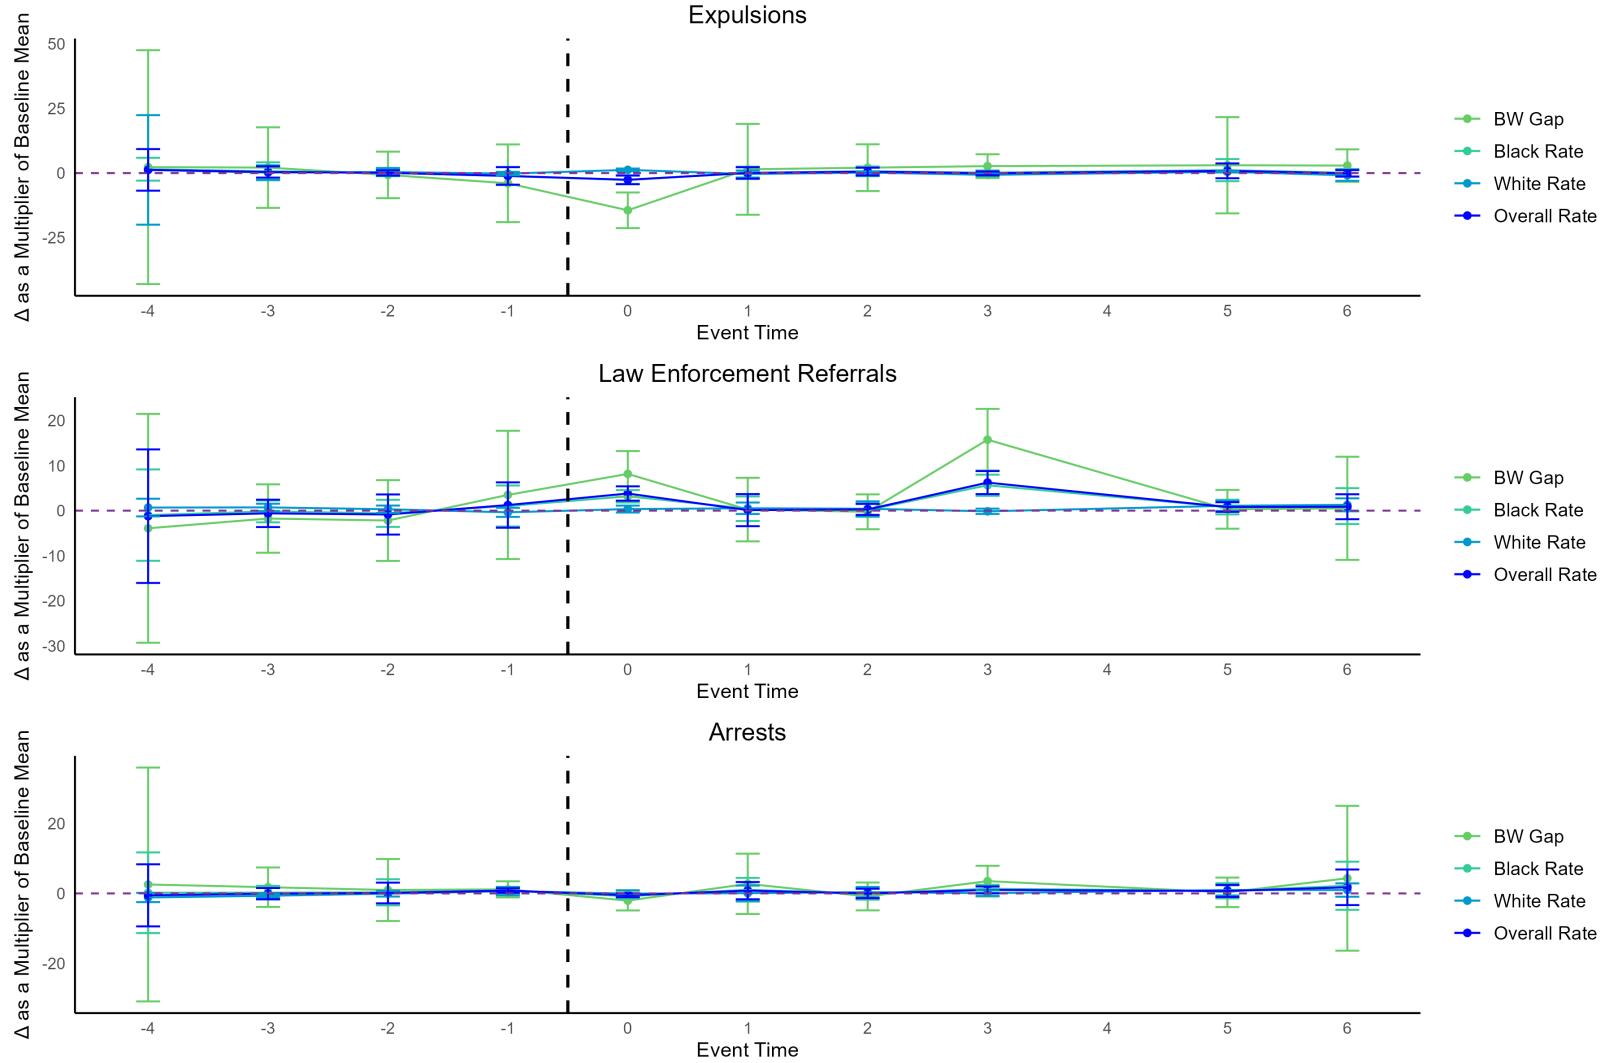 Expulsions
Δ as a Multiplier of Baseline Mean
50
25
0
-25
-4 -3 -2 -1 0 1 2 3 4 5 6
Event Time
BW Gap
Black Rate
White Rate
Overall Rate
Law Enforcement Referrals
Δ as a Multiplier of Baseline Mean
20
10
0
-10
-20
-30
-4 -3 -2 -1 0 1 2 3 4 5 6
Event Time
BW Gap
Black Rate
White Rate
Overall Rate
Arrests
Δ as a Multiplier of Baseline Mean
20
0
-20
-4 -3 -2 -1 0 1 2 3 4 5 6
Event Time
BW Gap
Black Rate
White Rate
Overall Rate